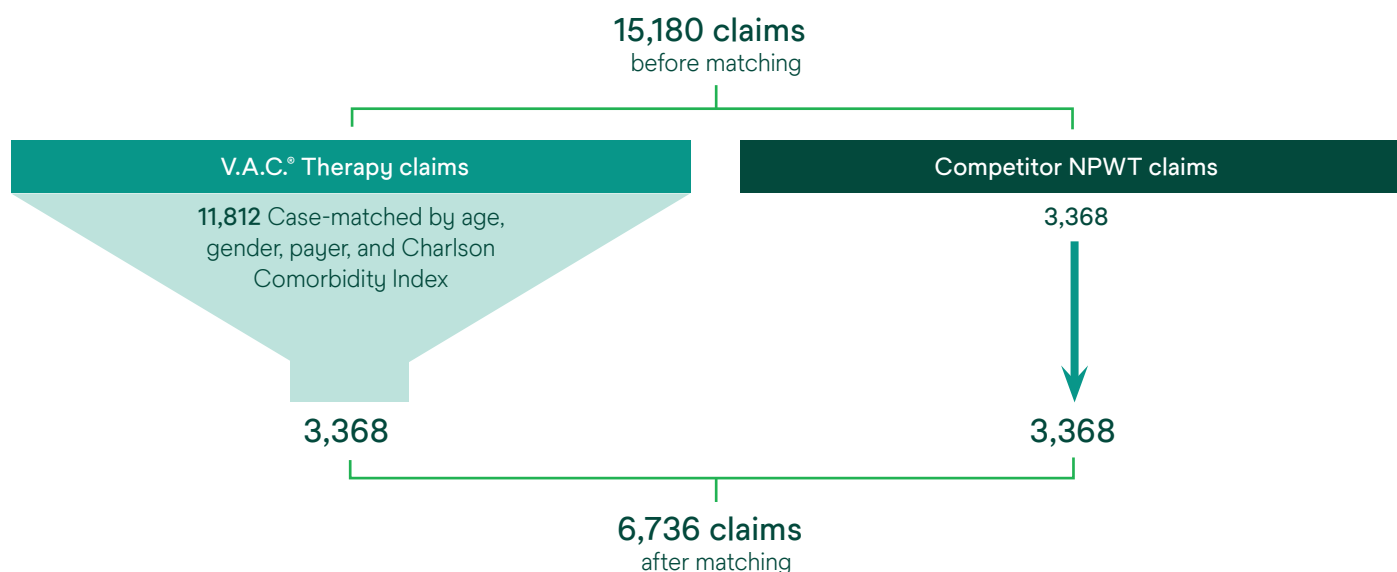 15,180 claims
before matching
V.A.C.® Therapy claims
Competitor NPWT claims
11,812 Case-matched by age,
gender, payer, and Charlson
Comorbidity Index
3,368
3,368
3,368
6,736 claims
after matching